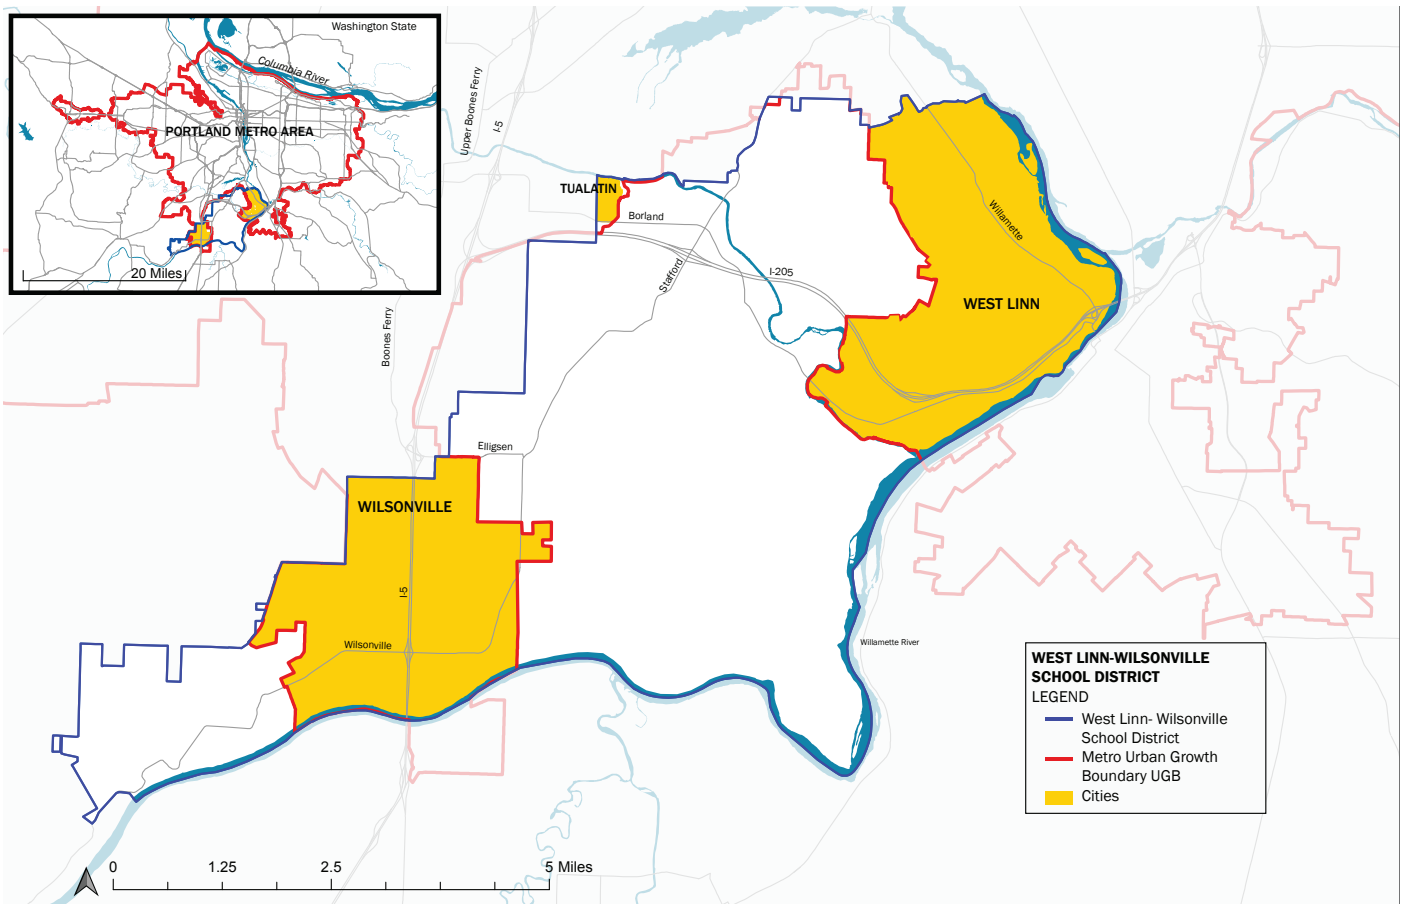 Washington State
Columbia River
PORTLAND METRO AREA
20 Miles
Upper Boones Ferry
I-5
TUALATIN
Borland
Stafford
I-205
Willamette
WEST LINN
Boones Ferry
Elligsen
WILSONVILLE
I-5
Wilsonville
Willamette River
WEST LINN-WILSONVILLE
SCHOOL DISTRICT
LEGEND
West Linn- Wilsonville
School District
Metro Urban Growth
Boundary UGB
Cities
0 1.25 2.5 5 Miles